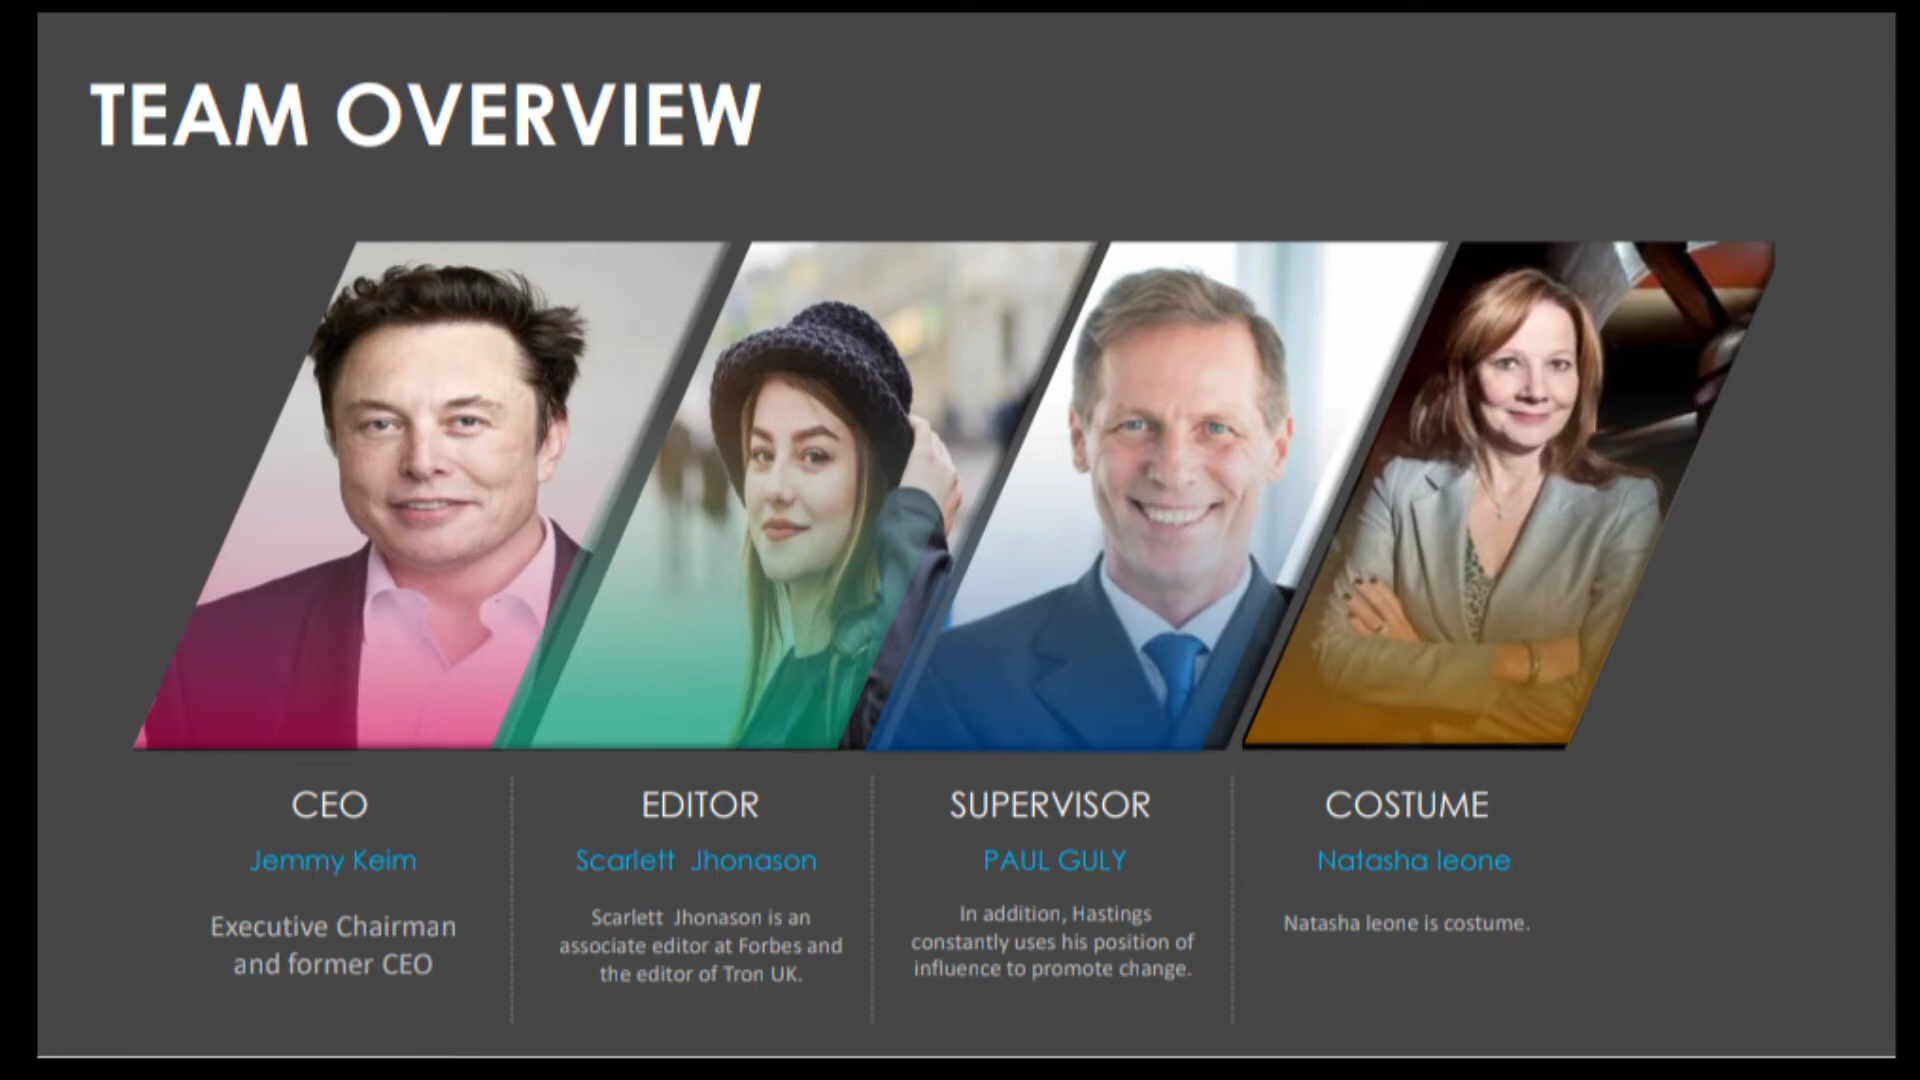 TEAM OVERVIEW
CEO
Jemmy Keim
Executive Chairman
and former CEO
EDITOR
Scarlett Jhonason
Scarlett Jhonason is an
associate editor at Forbes and
the editor of Tron UK.
SUPERVISOR
PAUL GULY
In addition, Hastings
constantly uses his position of
influence to promote change.
COSTUME
Natasha leone
Natasha leone is costume.